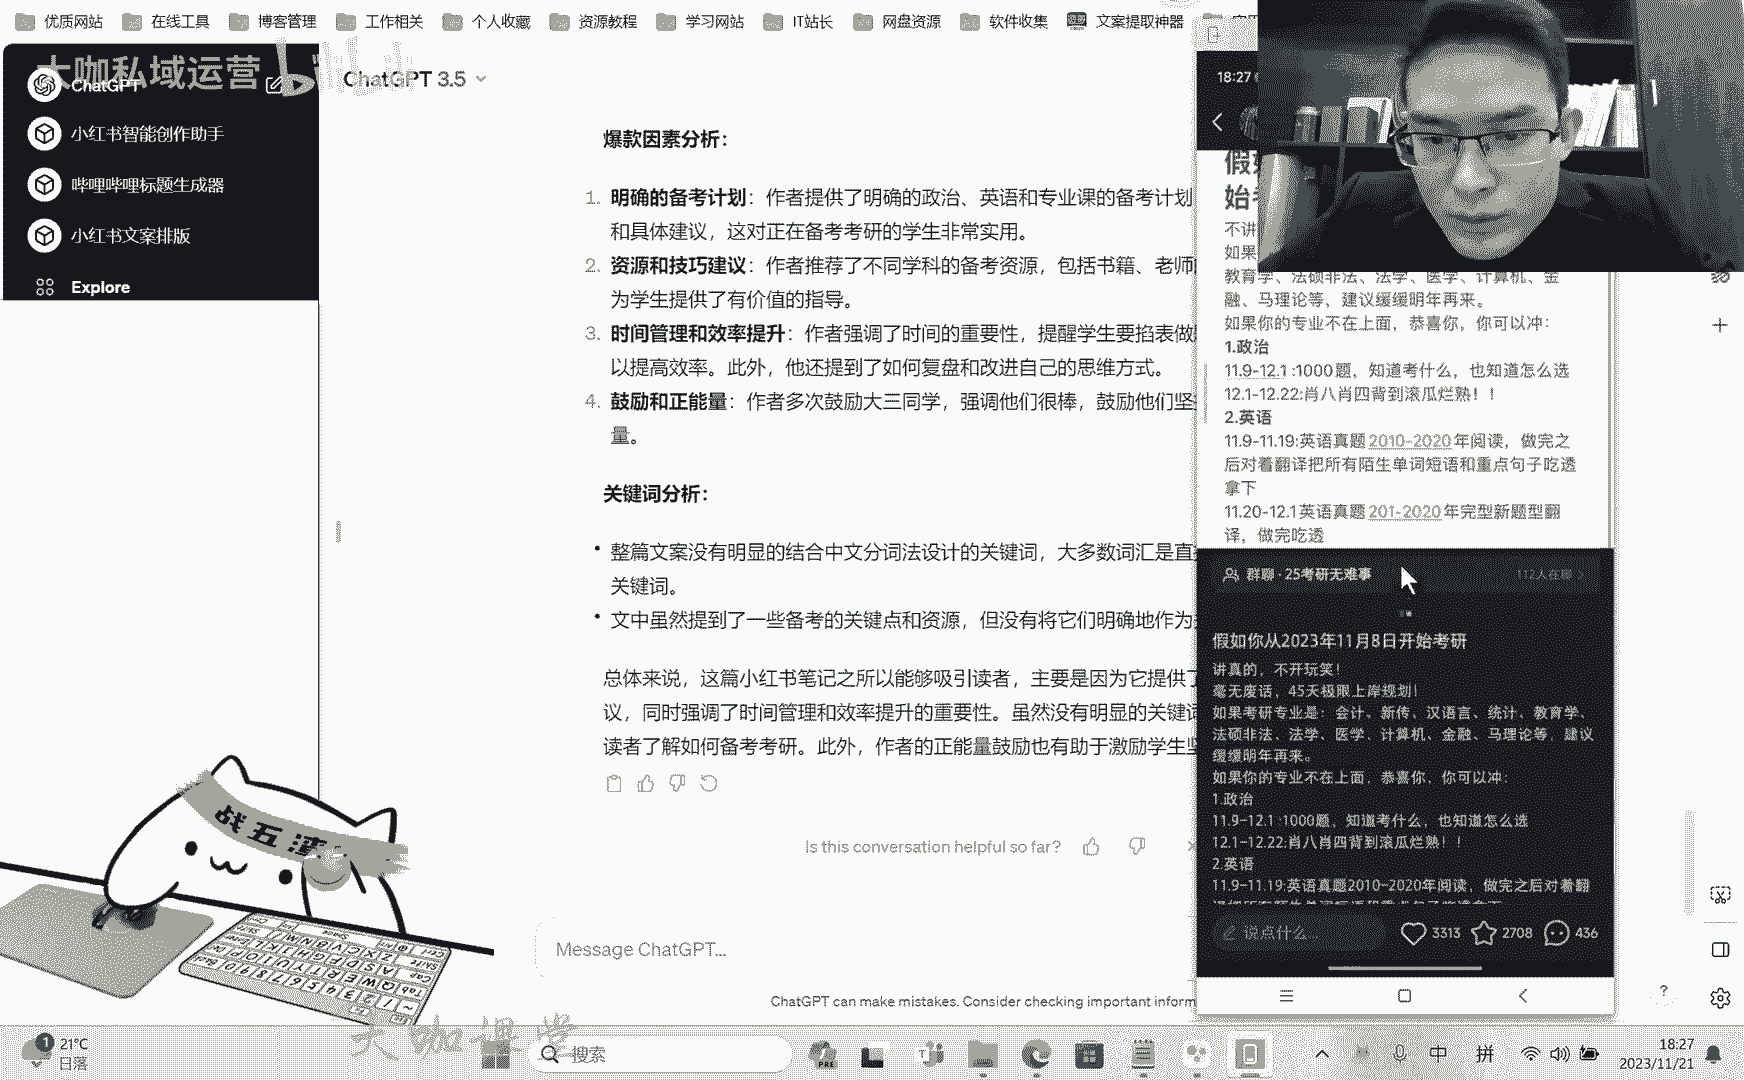 优质网站 在线工具 博客管理 工作相关 个人收藏 资源教程 学习网站 IT站长 网盘资源 软件收集 文案提取神器
大咖私域运营 bilibili
ChatGPT
小红书智能创作助手
哔哩哔哩标题生成器
小红书文案排版
Explore
ChatGPT 3.5
爆款因素分析：
1. 明确的备考计划：作者提供了明确的政治、英语和专业课的备考计划
和具体建议，这对正在备考考研的学生非常实用。
2. 资源和技巧建议：作者推荐了不同学科的备考资源，包括书籍、老师
为学生提供了有价值的指导。
3. 时间管理和效率提升：作者强调了时间的重要性，提醒学生要掐表做
以提高效率。此外，他还提到了如何复盘和改进自己的思维方式。
4. 鼓励和正能量：作者多次鼓励大三同学，强调他们很棒，鼓励他们坚
量。
关键词分析：
• 整篇文案没有明显的结合中文分词法设计的关键词，大多数词汇是直
关键词。
• 文中虽然提到了一些备考的关键点和资源，但没有将它们明确地作为
总体来说，这篇小红书笔记之所以能够吸引读者，主要是因为它提供了
议，同时强调了时间管理和效率提升的重要性。虽然没有明显的关键词
读者了解如何备考考研。此外，作者的正能量鼓励也有助于激励学生坚
Is this conversation helpful so far?
Message ChatGPT...
ChatGPT can make mistakes. Consider checking important inform
18:27
假
始
不讲
如果
教育学、法硕非法、法学、医学、计算机、金
融、马理论等，建议缓缓明年再来。
如果你的专业不在上面，恭喜你，你可以冲：
1.政治
11.9-12.1 :1000题，知道考什么，也知道怎么选
12.1-12.22:肖八肖四背到滚瓜烂熟！！
2.英语
11.9-11.19:英语真题2010-2020年阅读，做完之
后对着翻译把所有陌生单词短语和重点句子吃透
拿下
11.20-12.1英语真题201-2020年完型新题型翻
译，做完吃透
群聊·25考研无难事 112人在聊
假如你从2023年11月8日开始考研
讲真的，不开玩笑！
毫无废话，45天极限上岸规划！
如果考研专业是：会计、新传、汉语言、统计、教育学、
法硕非法、法学、医学、计算机、金融、马理论等，建议
缓缓明年再来。
如果你的专业不在上面，恭喜你，你可以冲：
1.政治
11.9-12.1 :1000题，知道考什么，也知道怎么选
12.1-12.22:肖八肖四背到滚瓜烂熟！！
2.英语
11.9-11.19:英语真题2010-2020年阅读，做完之后对着翻
说点什么... 3313 2708 436
战五渣
大咖课堂
1
21°C
日落
搜索
PRE
中 拼
18:27
2023/11/21